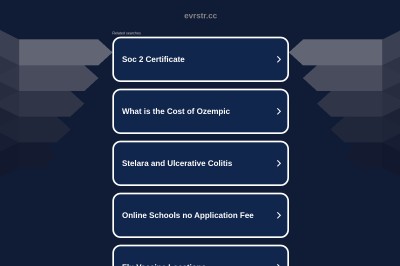 evrstr.cc
Related searches
Soc 2 Certificate
What is the Cost of Ozempic
Stelara and Ulcerative Colitis
Online Schools no Application Fee